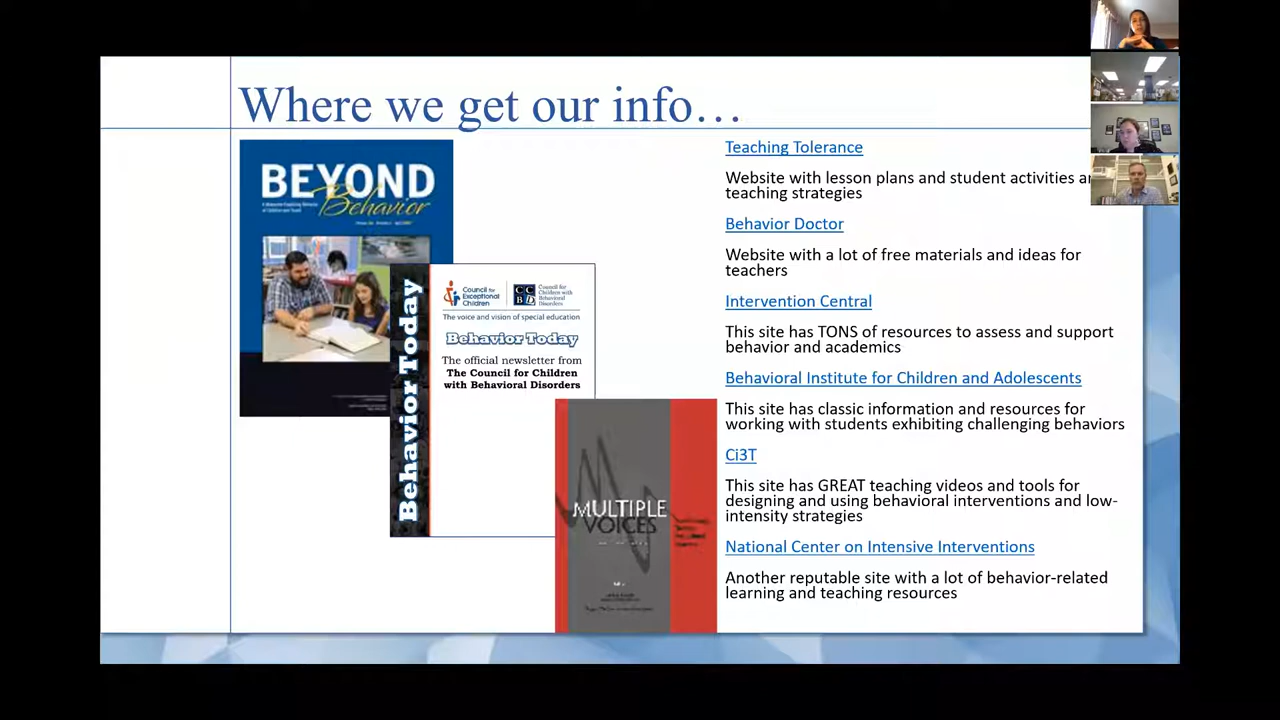 Where we get our info…
BEYOND
Behavior
Behavior Today
Council for
Exceptional
Children
CC
BD
Council for
Children with
Behavioral
Disorders
The voice and vision of special education
Behavior Today
The official newsletter from
The Council for Children
with Behavioral Disorders
MULTIPLE
VOICES
Teaching Tolerance
Website with lesson plans and student activities
teaching strategies
Behavior Doctor
Website with a lot of free materials and ideas for
teachers
Intervention Central
This site has TONS of resources to assess and support
behavior and academics
Behavioral Institute for Children and Adolescents
This site has classic information and resources for
working with students exhibiting challenging behaviors
Ci3T
This site has GREAT teaching videos and tools for
designing and using behavioral interventions and low-
intensity strategies
National Center on Intensive Interventions
Another reputable site with a lot of behavior-related
learning and teaching resources